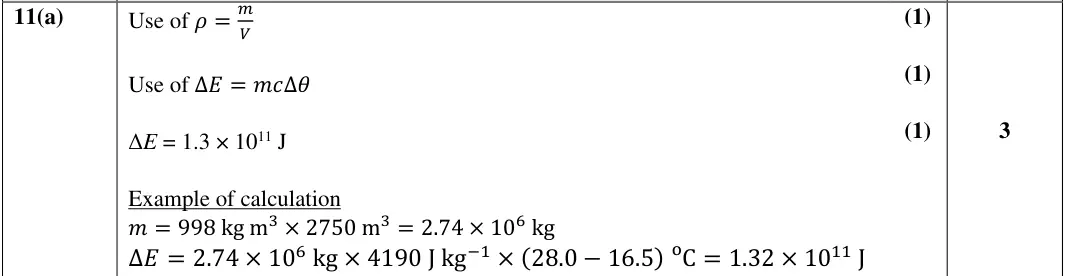 11(a) Use of ρ = m/V (1)
Use of ΔE = mcΔθ (1)
ΔE = 1.3 × 10¹¹ J (1) 3
Example of calculation
m = 998 kg m³ × 2750 m³ = 2.74 × 10⁶ kg
ΔE = 2.74 × 10⁶ kg × 4190 J kg⁻¹ × (28.0 − 16.5) °C = 1.32 × 10¹¹ J